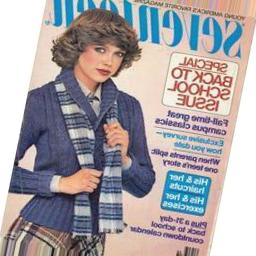 YOUNG AMERICA'S FAVORITE MAGAZINE
seventeen
SPECIAL
BACK TO
SCHOOL
ISSUE
Fall-time great
campus classics
Exclusive survey—
how you date
When parents split:
one teen's story
His & her
haircuts
His & her
exercises
Plus a 31-day
back to school
countdown calendar